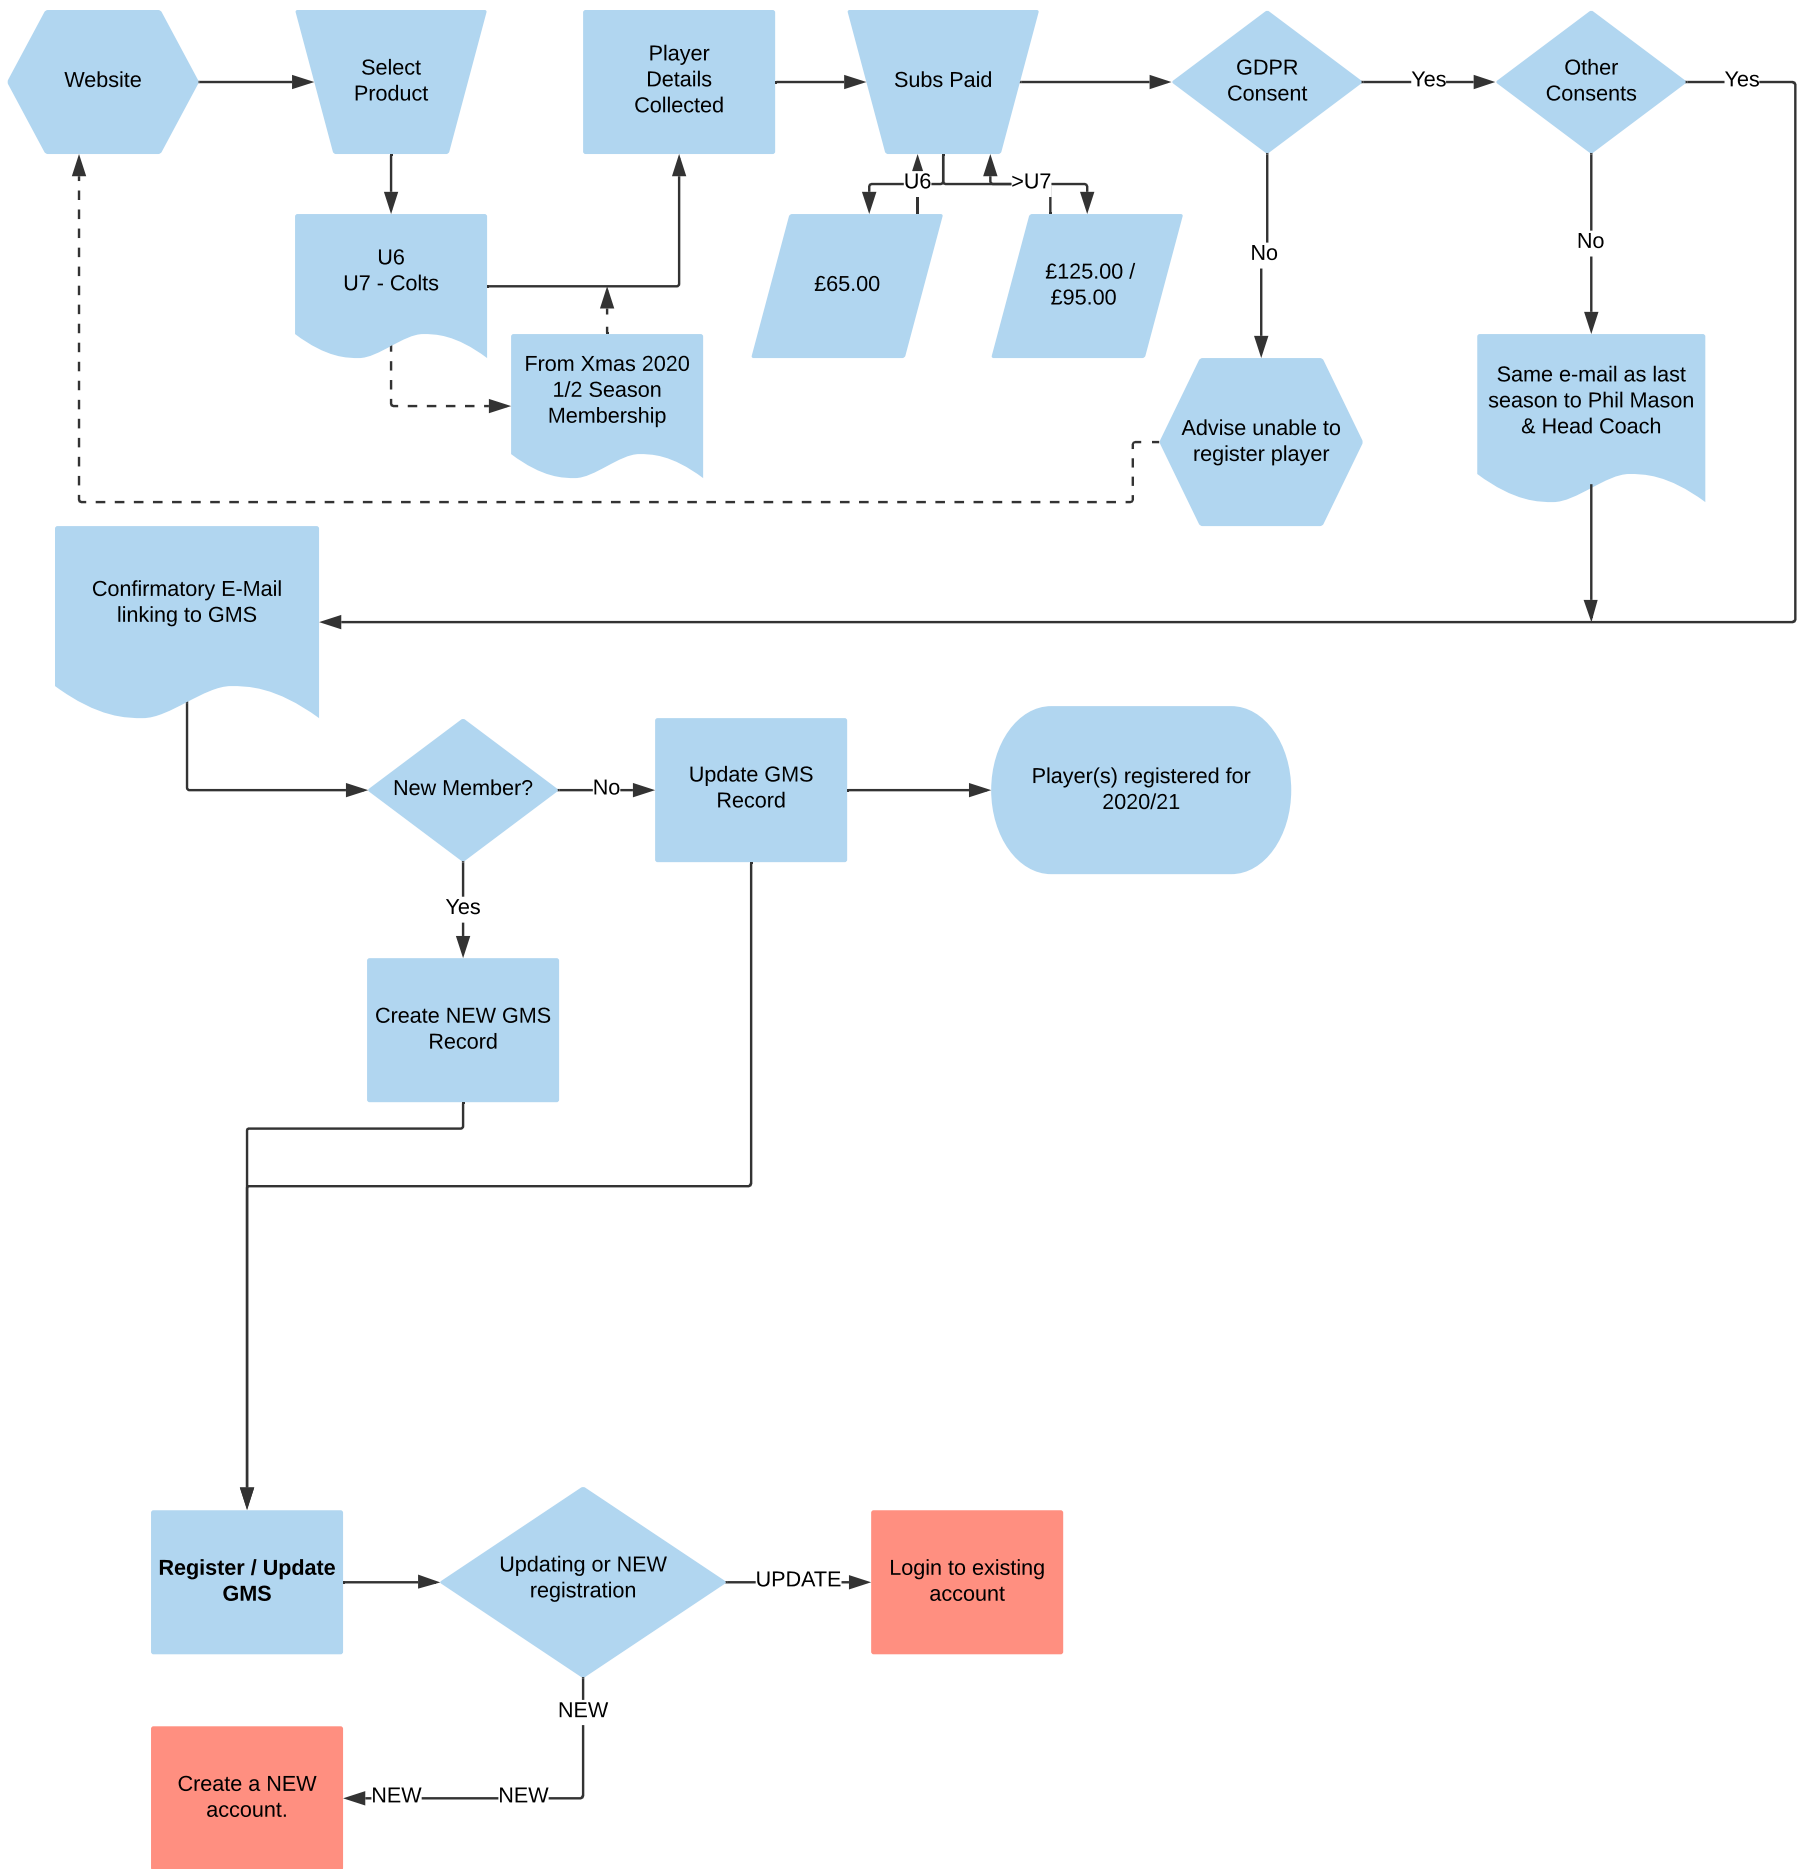 Website
Select
Product
Player
Details
Collected
Subs Paid
GDPR
Consent
Yes
Other
Consents
Yes
U6
>U7
U6
U7 - Colts
£65.00
£125.00 /
£95.00
No
No
From Xmas 2020
1/2 Season
Membership
Advise unable to
register player
Same e-mail as last
season to Phil Mason
& Head Coach
Confirmatory E-Mail
linking to GMS
New Member?
No
Update GMS
Record
Player(s) registered for
2020/21
Yes
Create NEW GMS
Record
Register / Update
GMS
Updating or NEW
registration
UPDATE
Login to existing
account
NEW
Create a NEW
account.
NEW
NEW